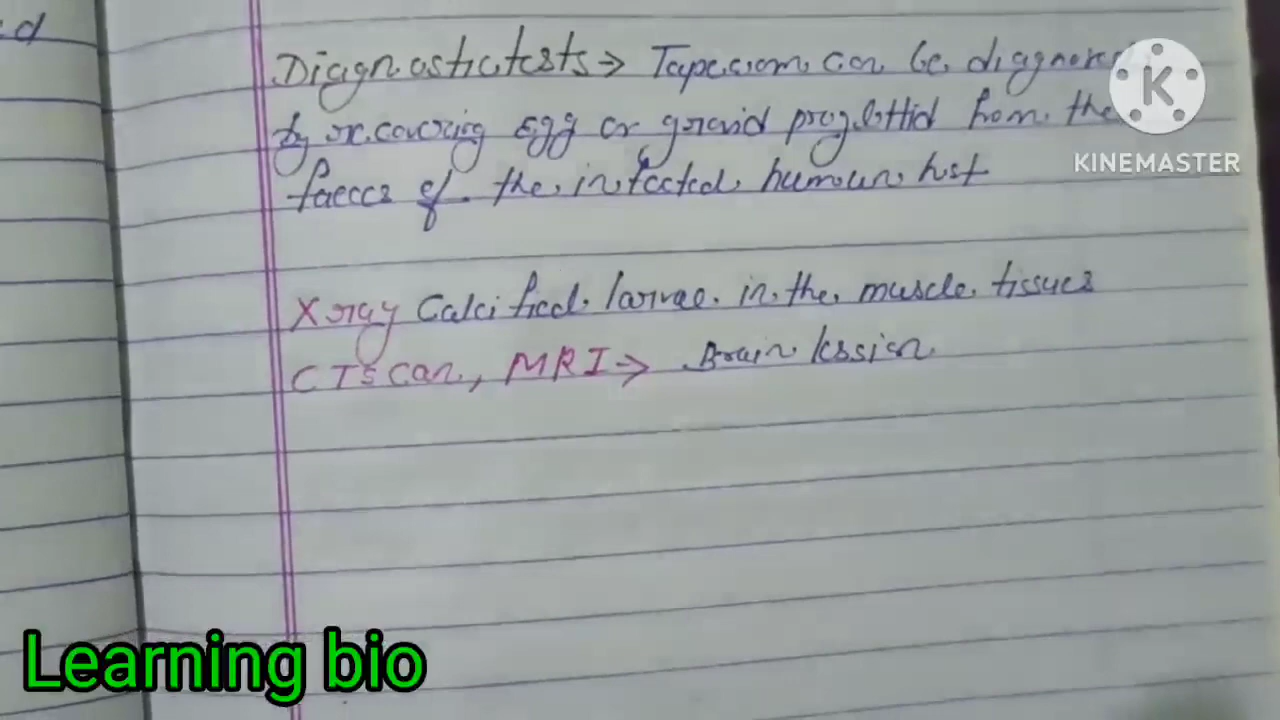 d
Diagnostic tests → Tapeworm can be diagnosed
by recovering egg or gravid proglottid from the
faeces of the infected human host
X ray Calcified larvae in the muscle tissues
CT Scan, MRI → Brain lesion
KINEMASTER
Learning bio